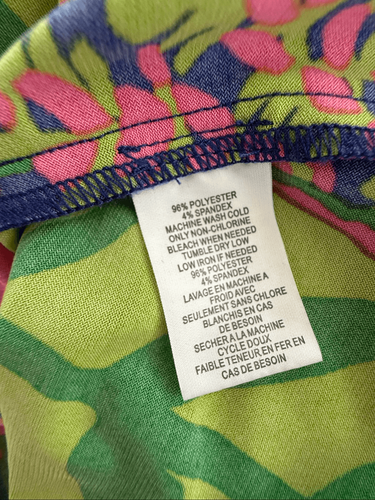 96% POLYESTER
4% SPANDEX
MACHINE WASH COLD
ONLY NON-CHLORINE
BLEACH WHEN NEEDED
TUMBLE DRY LOW
LOW IRON IF NEEDED
96% POLYESTER
4% SPANDEX
LAVAGE EN MACHINE A
FROID AVEC
SEULEMENT SANS CHLORE
BLANCHIS EN CAS
DE BESOIN
SECHER A LA MACHINE
CYCLE DOUX
FAIBLE TENEUR EN FER EN
CAS DE BESOIN